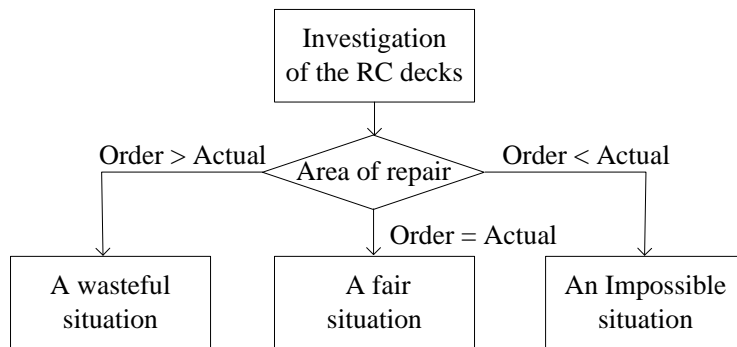 Investigation
of the RC decks
Order > Actual
Area of repair
Order < Actual
Order = Actual
A wasteful
situation
A fair
situation
An Impossible
situation